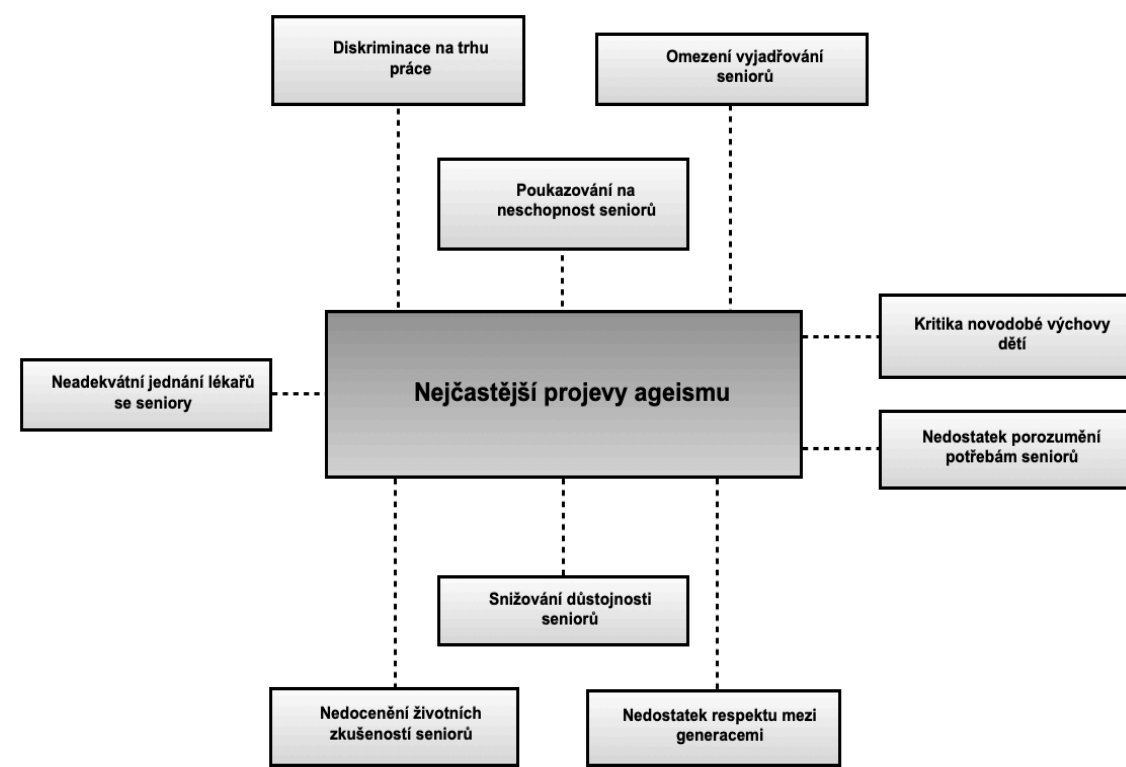 Diskriminace na trhu
práce
Omezení vyjadřování
seniorů
Poukazování na
neschopnost seniorů
Kritika novodobé výchovy
dětí
Neadekvátní jednání lékařů
se seniory
Nejčastější projevy ageismu
Nedostatek porozumění
potřebám seniorů
Snižování důstojnosti
seniorů
Nedocenění životních
zkušeností seniorů
Nedostatek respektu mezi
generacemi